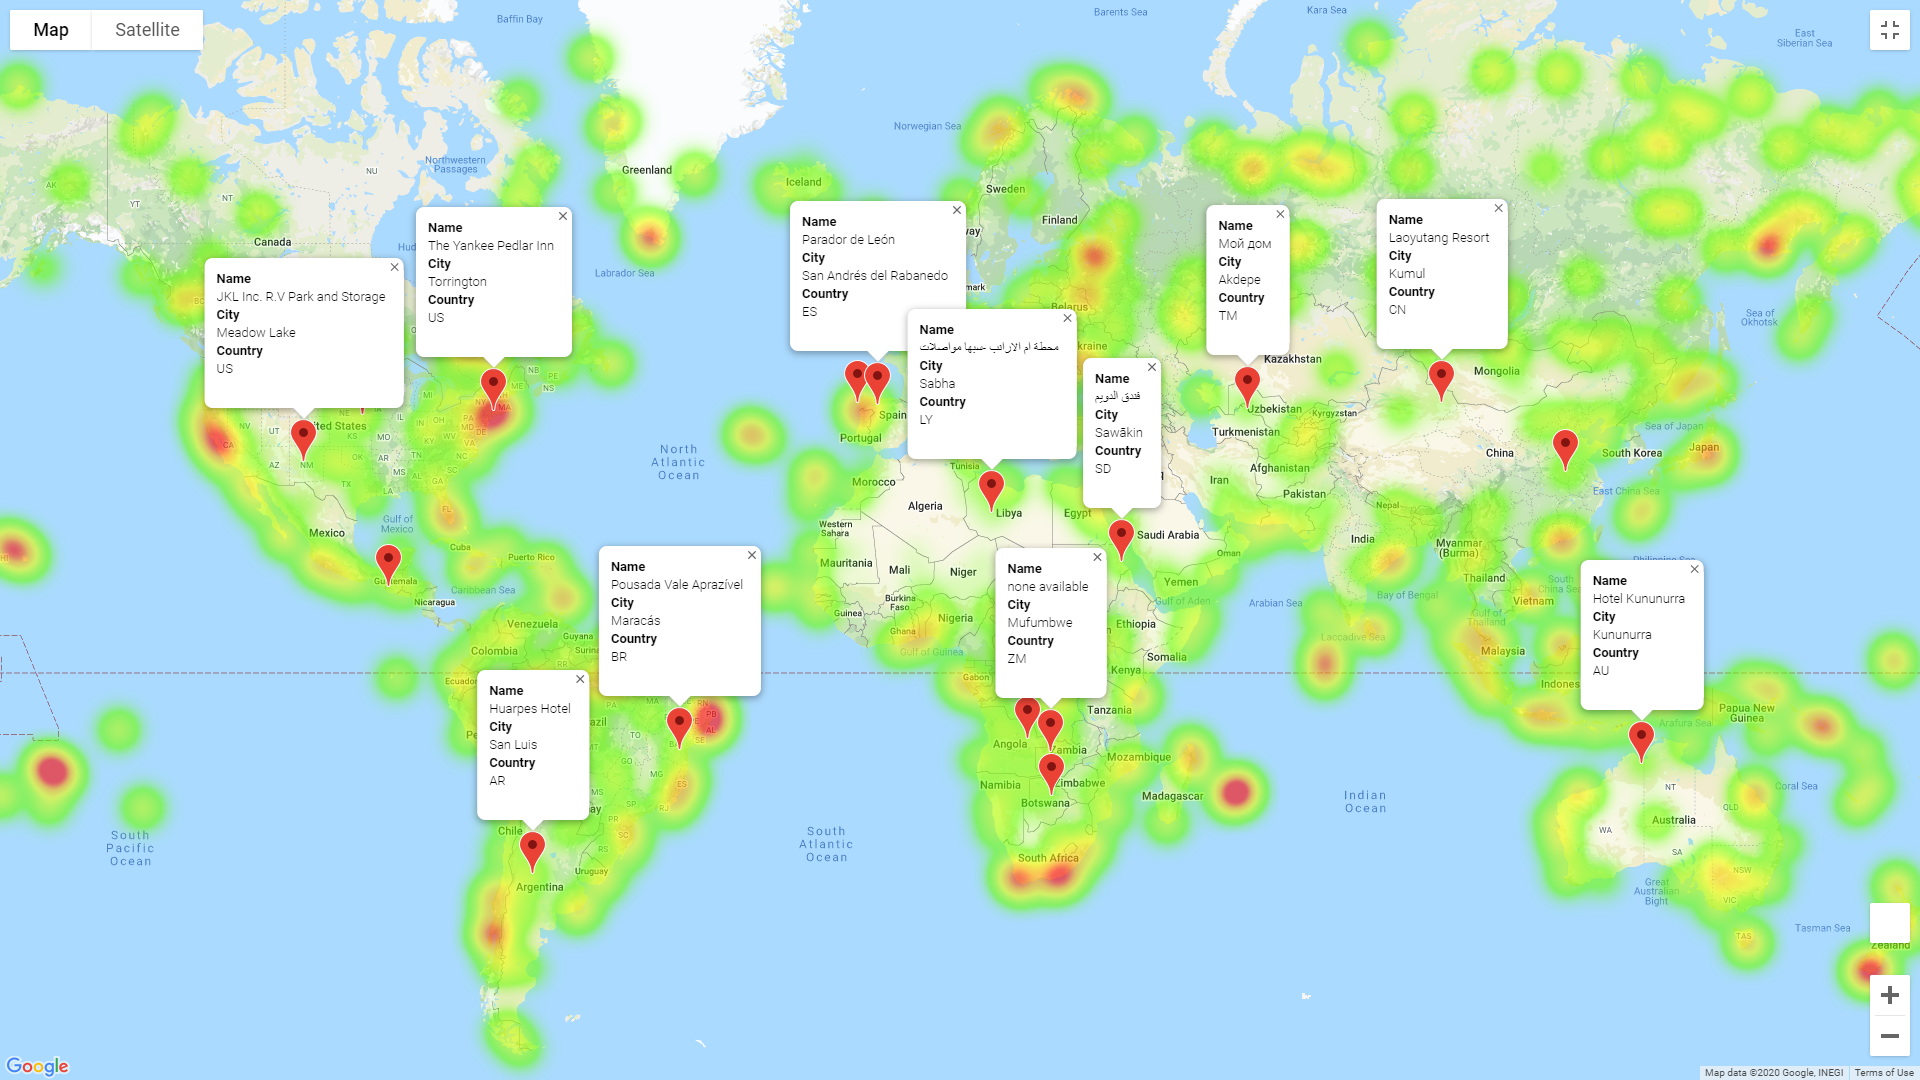 Map
Satellite
Baffin Bay
Barents Sea
Kara Sea
East
Siberian Sea
Norwegian Sea
Northwestern
Passages
Greenland
Iceland
Sweden
Finland
NU
AK
YT
NT
Canada
Labrador Sea
Name
The Yankee Pedlar Inn
City
Torrington
Country
US
Name
JKL Inc. R.V Park and Storage
City
Meadow Lake
Country
US
Name
Parador de León
City
San Andrés del Rabanedo
Country
ES
Name
محطة ام الارانب -سبها مواصلات
City
Sabha
Country
LY
Name
فندق الدويم
City
Sawākin
Country
SD
Name
Мой дом
City
Akdepe
Country
TM
Name
Laoyutang Resort
City
Kumul
Country
CN
Sea of
Okhotsk
Belarus
Kazakhstan
Mongolia
Uzbekistan
Kyrgyzstan
Turkmenistan
Afghanistan
Pakistan
Iran
China
South Korea
Sea of Japan
Japan
East China Sea
NB
PE
NS
NV
UT
AZ
NM
CA
NE
MO
AR
MS
LA
TX
OK
AL
GA
FL
IN
KY
WV
VA
TN
NC
SC
PA
DE
NY
MA
North
Atlantic
Ocean
Spain
Portugal
Morocco
Algeria
Tunisia
Libya
Egypt
Western
Sahara
Mauritania
Mali
Niger
Saudi Arabia
Oman
Yemen
Gulf of Aden
Arabian Sea
India
Nepal
Myanmar
(Burma)
Thailand
Bay of Bengal
Gulf of
Thailand
Vietnam
South
China Sea
Philippine Sea
Laccadive Sea
Malaysia
Mexico
Gulf of
Mexico
Cuba
Puerto Rico
Guatemala
Caribbean Sea
Nicaragua
Venezuela
Guyana
Colombia
RR
HI
Guinea
Burkina
Faso
Ghana
Nigeria
Gulf of Guinea
Gabon
Ethiopia
Somalia
Kenya
Tanzania
Name
Pousada Vale Aprazível
City
Maracás
Country
BR
Name
none available
City
Mufumbwe
Country
ZM
Name
Hotel Kununurra
City
Kununurra
Country
AU
Name
Huarpes Hotel
City
San Luis
Country
AR
PA
RN
PB
AL
SE
TO
GO
MG
MS
ES
RJ
SP
PR
SC
RS
Angola
Zambia
Mozambique
Namibia
Zimbabwe
Botswana
Madagascar
South Africa
Papua New
Guinea
Arafura Sea
Coral Sea
NT
QLD
WA
Australia
SA
NSW
VIC
TAS
Great
Australian
Bight
Tasman Sea
Zealand
Indian
Ocean
South
Atlantic
Ocean
South
Pacific
Ocean
Chile
Uruguay
Argentina
Google
Map data ©2020 Google, INEGI
Terms of Use